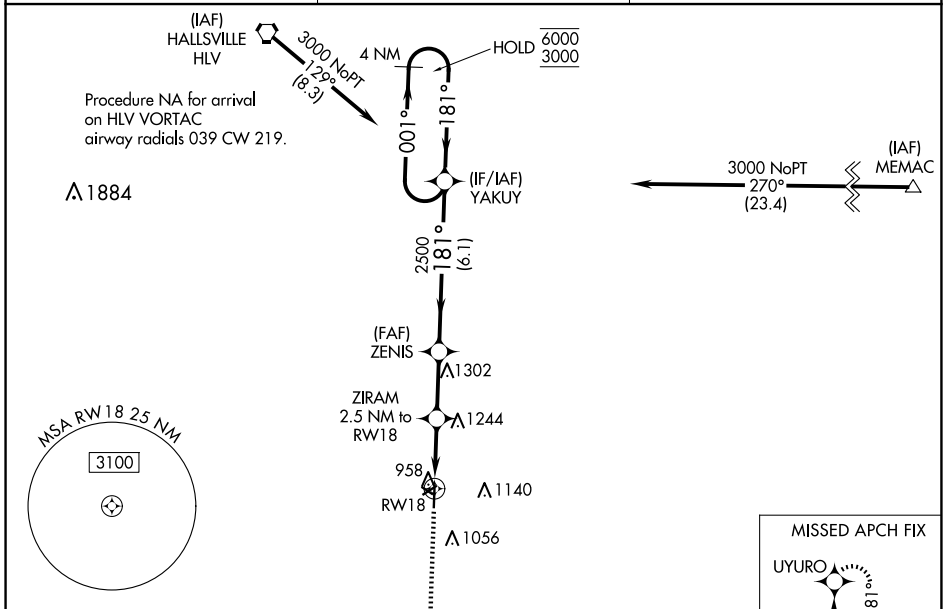 (IAF)
HALLSVILLE
HLV
3000 NoPT
129°
(8.3)
4 NM
HOLD 6000
3000
001°
181°
Procedure NA for arrival
on HLV VORTAC
airway radials 039 CW 219.
1884
(IF/IAF)
YAKUY
3000 NoPT
270°
(23.4)
(IAF)
MEMAC
2500
181°
(6.1)
(FAF)
ZENIS
1302
ZIRAM
2.5 NM to
RW18
1244
MSA RW18 25 NM
3100
958
RW18
1140
1056
MISSED APCH FIX
UYURO
81°